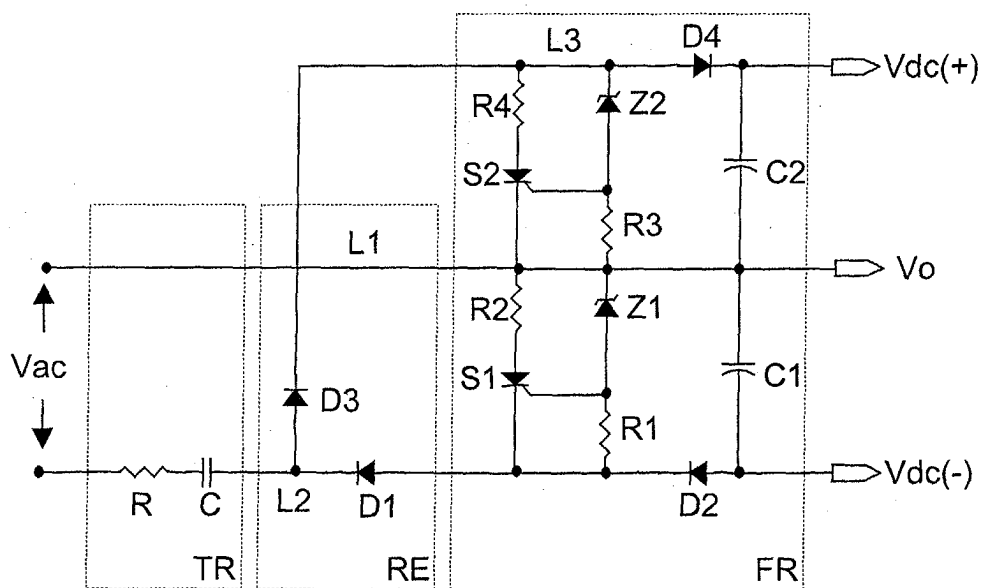 L3
D4
Vdc(+)
R4
Z2
S2
C2
R3
L1
Vo
R2
Z1
Vac
S1
C1
D3
R1
Vdc(-)
R
C
L2
D1
D2
TR
RE
FR